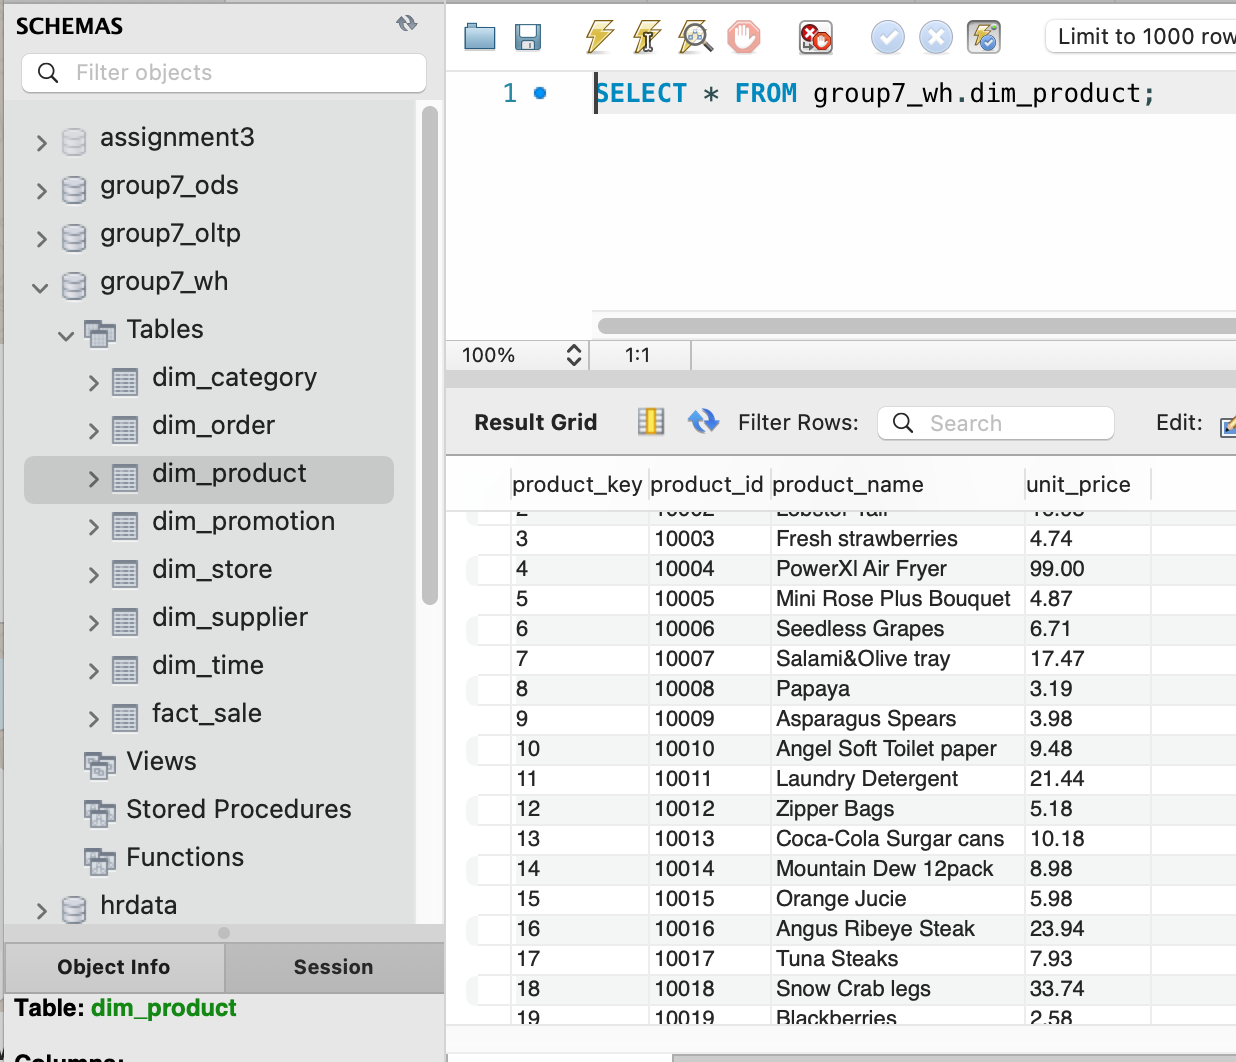 SCHEMAS
Filter objects
assignment3
group7_ods
group7_oltp
group7_wh
Tables
dim_category
dim_order
dim_product
dim_promotion
dim_store
dim_supplier
dim_time
fact_sale
Views
Stored Procedures
Functions
hrdata
Object Info Session
Table: dim_product
Columns:
Limit to 1000 row
1 SELECT * FROM group7_wh.dim_product;
100% 1:1
Result Grid Filter Rows: Search Edit:
product_key product_id product_name unit_price
2 10002 Lobster Tail
3 10003 Fresh strawberries 4.74
4 10004 PowerXl Air Fryer 99.00
5 10005 Mini Rose Plus Bouquet 4.87
6 10006 Seedless Grapes 6.71
7 10007 Salami&Olive tray 17.47
8 10008 Papaya 3.19
9 10009 Asparagus Spears 3.98
10 10010 Angel Soft Toilet paper 9.48
11 10011 Laundry Detergent 21.44
12 10012 Zipper Bags 5.18
13 10013 Coca-Cola Surgar cans 10.18
14 10014 Mountain Dew 12pack 8.98
15 10015 Orange Jucie 5.98
16 10016 Angus Ribeye Steak 23.94
17 10017 Tuna Steaks 7.93
18 10018 Snow Crab legs 33.74
19 10019 Blackberries 2.58